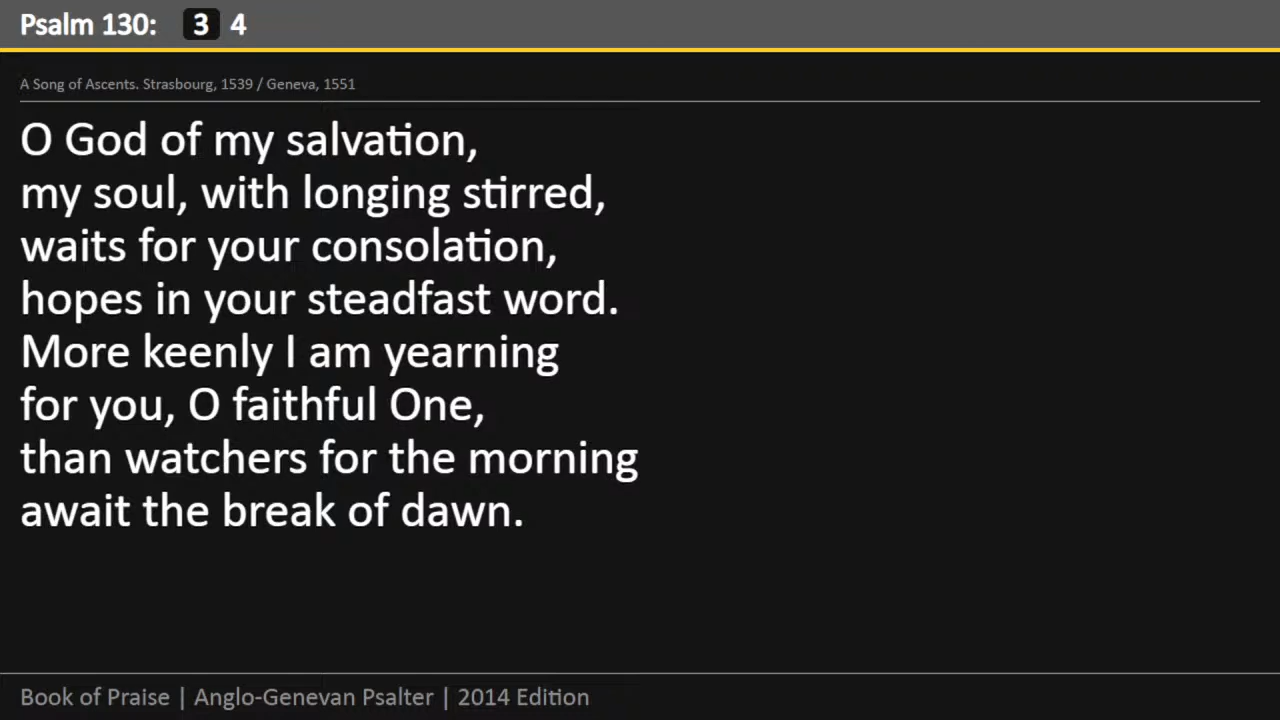 Psalm 130: 3 4
A Song of Ascents. Strasbourg, 1539 / Geneva, 1551
O God of my salvation,
my soul, with longing stirred,
waits for your consolation,
hopes in your steadfast word.
More keenly I am yearning
for you, O faithful One,
than watchers for the morning
await the break of dawn.
Book of Praise | Anglo-Genevan Psalter | 2014 Edition